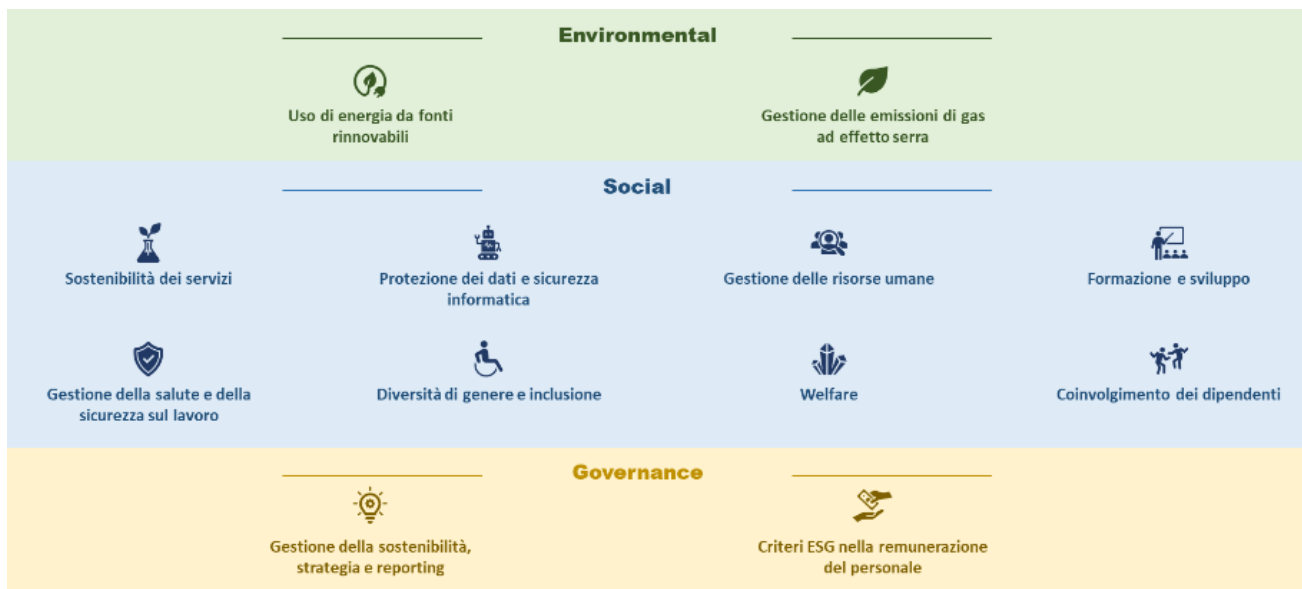 Environmental
Uso di energia da fonti
rinnovabili
Gestione delle emissioni di gas
ad effetto serra
Social
Sostenibilità dei servizi
Protezione dei dati e sicurezza
informatica
Gestione delle risorse umane
Formazione e sviluppo
Gestione della salute e della
sicurezza sul lavoro
Diversità di genere e inclusione
Welfare
Coinvolgimento dei dipendenti
Governance
Gestione della sostenibilità,
strategia e reporting
Criteri ESG nella remunerazione
del personale